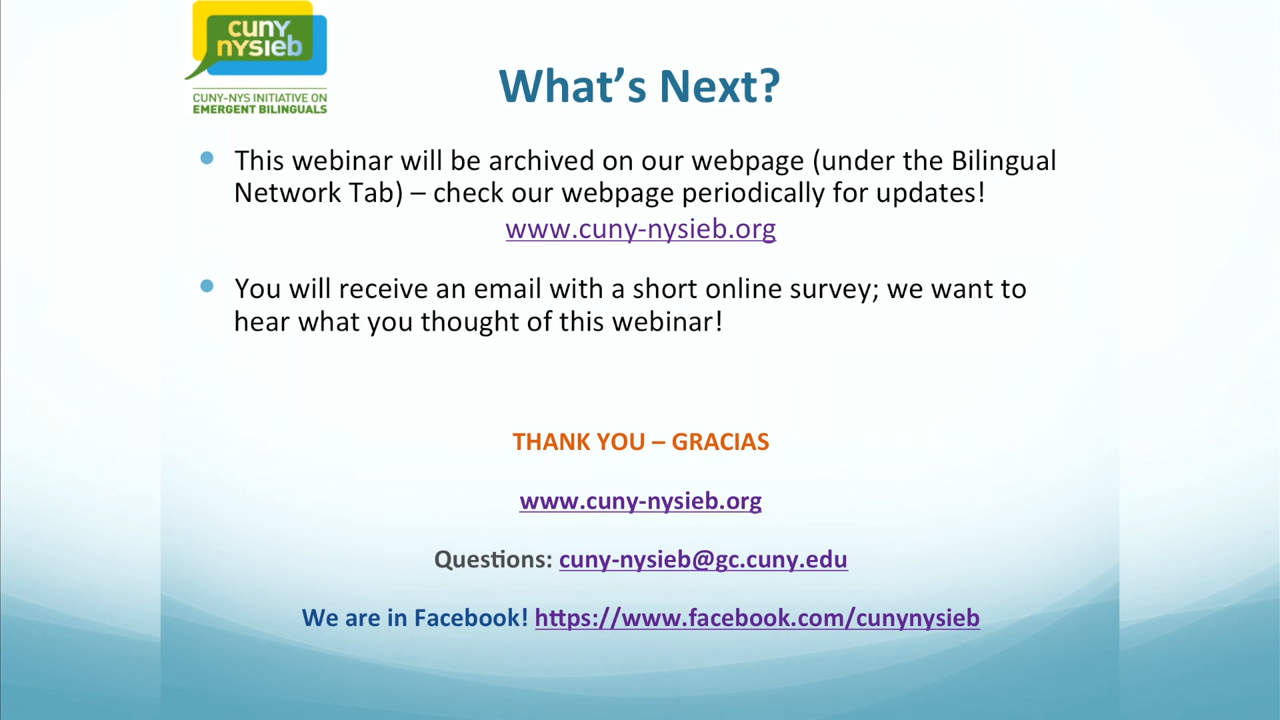 cuny
nysieb
CUNY-NYS INITIATIVE ON
EMERGENT BILINGUALS
What’s Next?
This webinar will be archived on our webpage (under the Bilingual
Network Tab) – check our webpage periodically for updates!
www.cuny-nysieb.org
You will receive an email with a short online survey; we want to
hear what you thought of this webinar!
THANK YOU – GRACIAS
www.cuny-nysieb.org
Questions: cuny-nysieb@gc.cuny.edu
We are in Facebook! https://www.facebook.com/cunynysieb